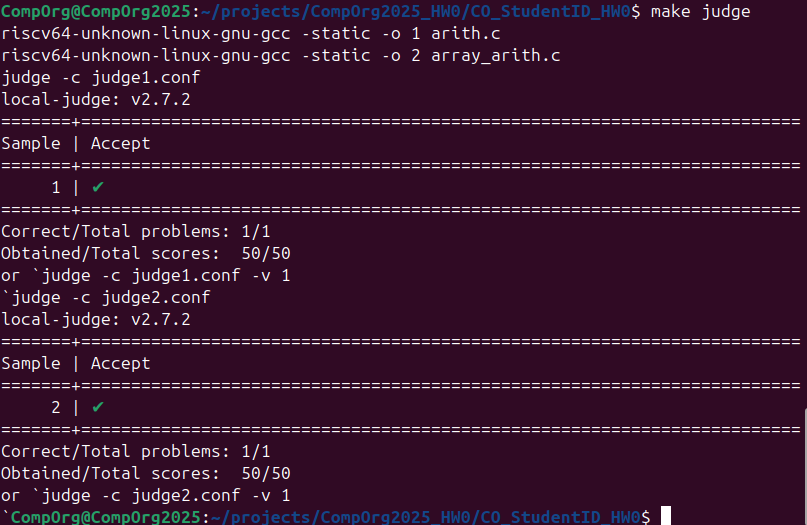 CompOrg@CompOrg2025:~/projects/CompOrg2025_HW0/CO_StudentID_HW0$ make judge
riscv64-unknown-linux-gnu-gcc -static -o 1 arith.c
riscv64-unknown-linux-gnu-gcc -static -o 2 array_arith.c
judge -c judge1.conf
local-judge: v2.7.2
=======+========================================================================
Sample | Accept
=======+========================================================================
     1 | ✔
=======+========================================================================
Correct/Total problems: 1/1
Obtained/Total scores:  50/50
or `judge -c judge1.conf -v 1
`judge -c judge2.conf
local-judge: v2.7.2
=======+========================================================================
Sample | Accept
=======+========================================================================
     2 | ✔
=======+========================================================================
Correct/Total problems: 1/1
Obtained/Total scores:  50/50
or `judge -c judge2.conf -v 1
`CompOrg@CompOrg2025:~/projects/CompOrg2025_HW0/CO_StudentID_HW0$